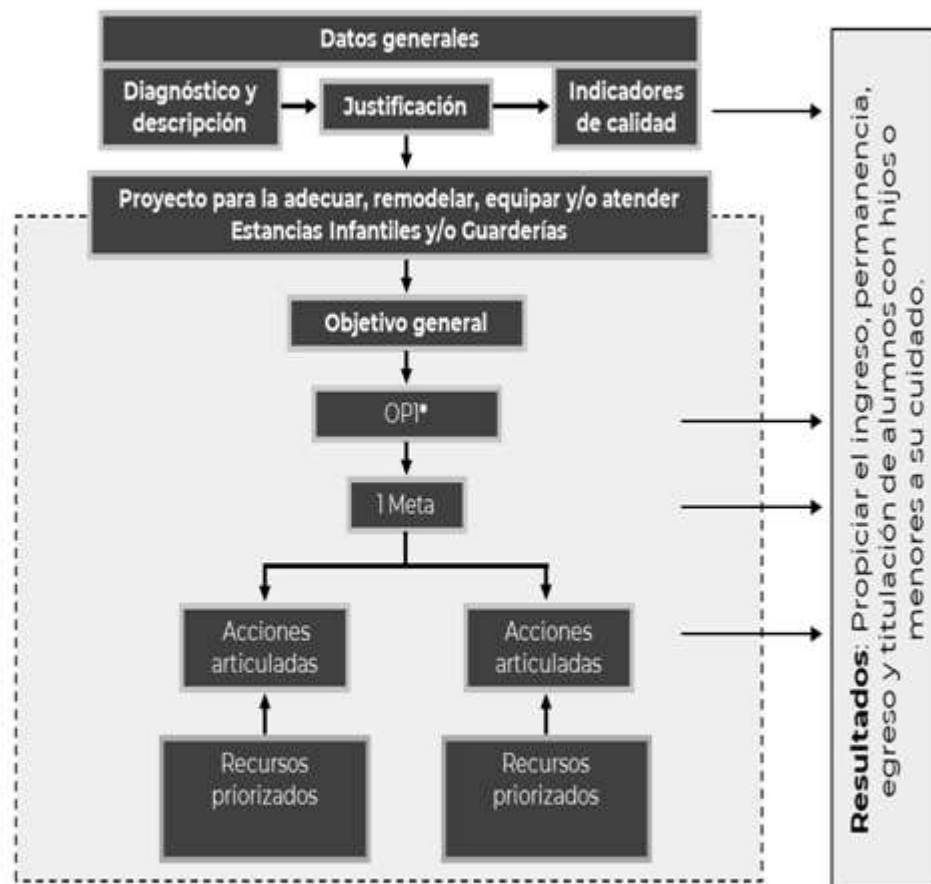 Datos generales
Diagnóstico y
descripción
Justificación
Indicadores
de calidad
Proyecto para la adecuar, remodelar, equipar y/o atender
Estancias Infantiles y/o Guarderías
Objetivo general
OP1*
1 Meta
Acciones
articuladas
Acciones
articuladas
Recursos
priorizados
Recursos
priorizados
Resultados: Propiciar el ingreso, permanencia,
egreso y titulación de alumnos con hijos o
menores a su cuidado.